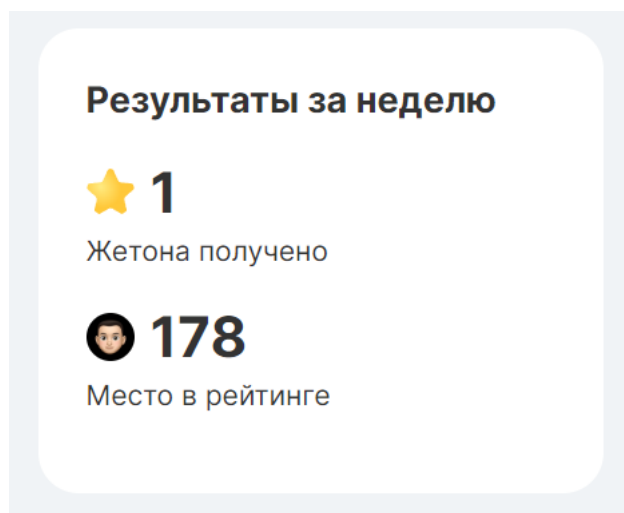 Результаты за неделю
1
Жетона получено
178
Место в рейтинге